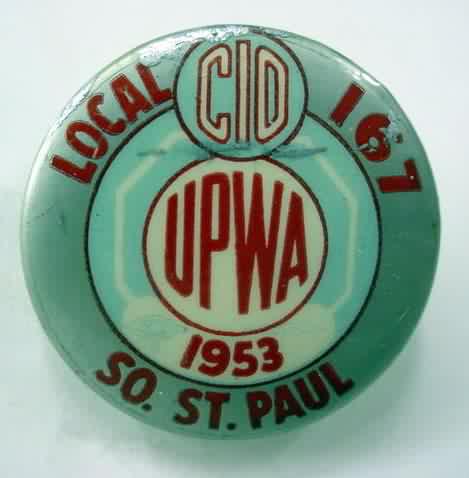 LOCAL 167
CIO
UPWA
1953
SO. ST. PAUL